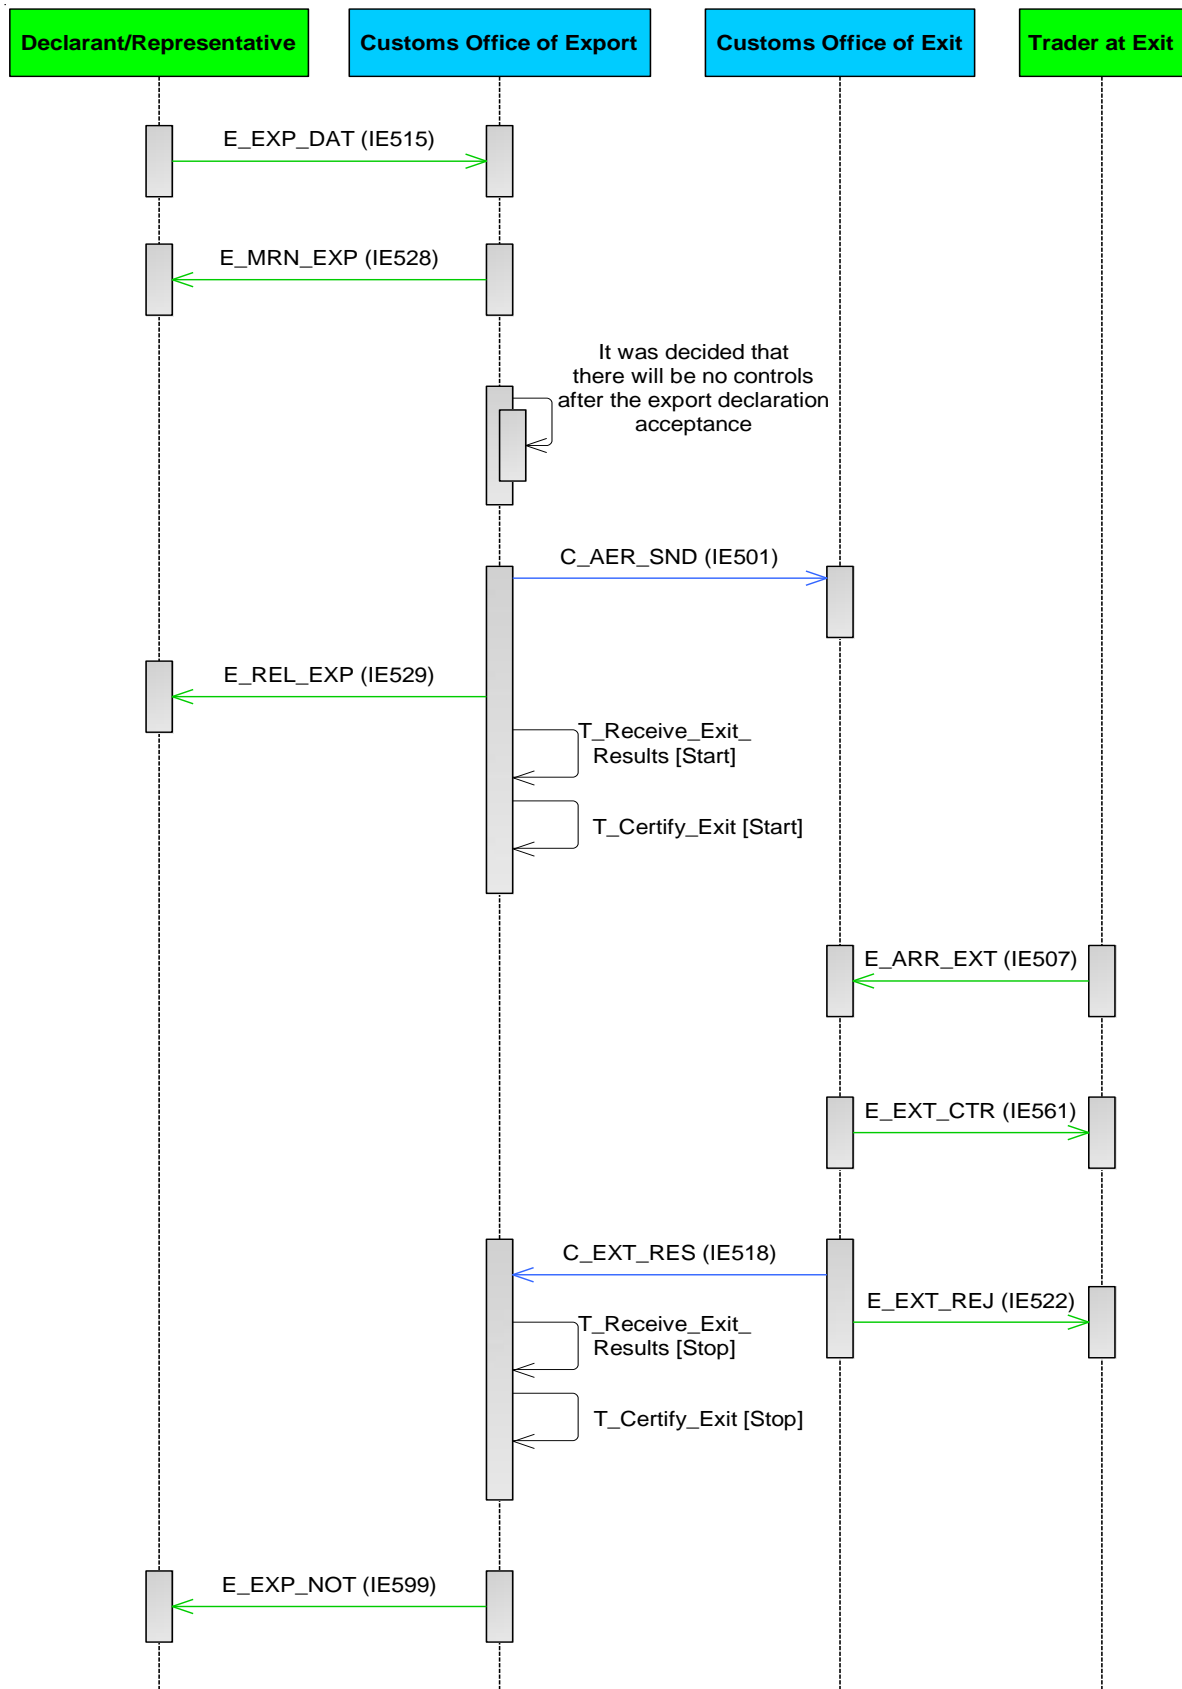 Declarant/Representative
Customs Office of Export
Customs Office of Exit
Trader at Exit
E_EXP_DAT (IE515)
E_MRN_EXP (IE528)
It was decided that
there will be no controls
after the export declaration
acceptance
C_AER_SND (IE501)
E_REL_EXP (IE529)
T_Receive_Exit_
Results [Start]
T_Certify_Exit [Start]
E_ARR_EXT (IE507)
E_EXT_CTR (IE561)
C_EXT_RES (IE518)
E_EXT_REJ (IE522)
T_Receive_Exit_
Results [Stop]
T_Certify_Exit [Stop]
E_EXP_NOT (IE599)